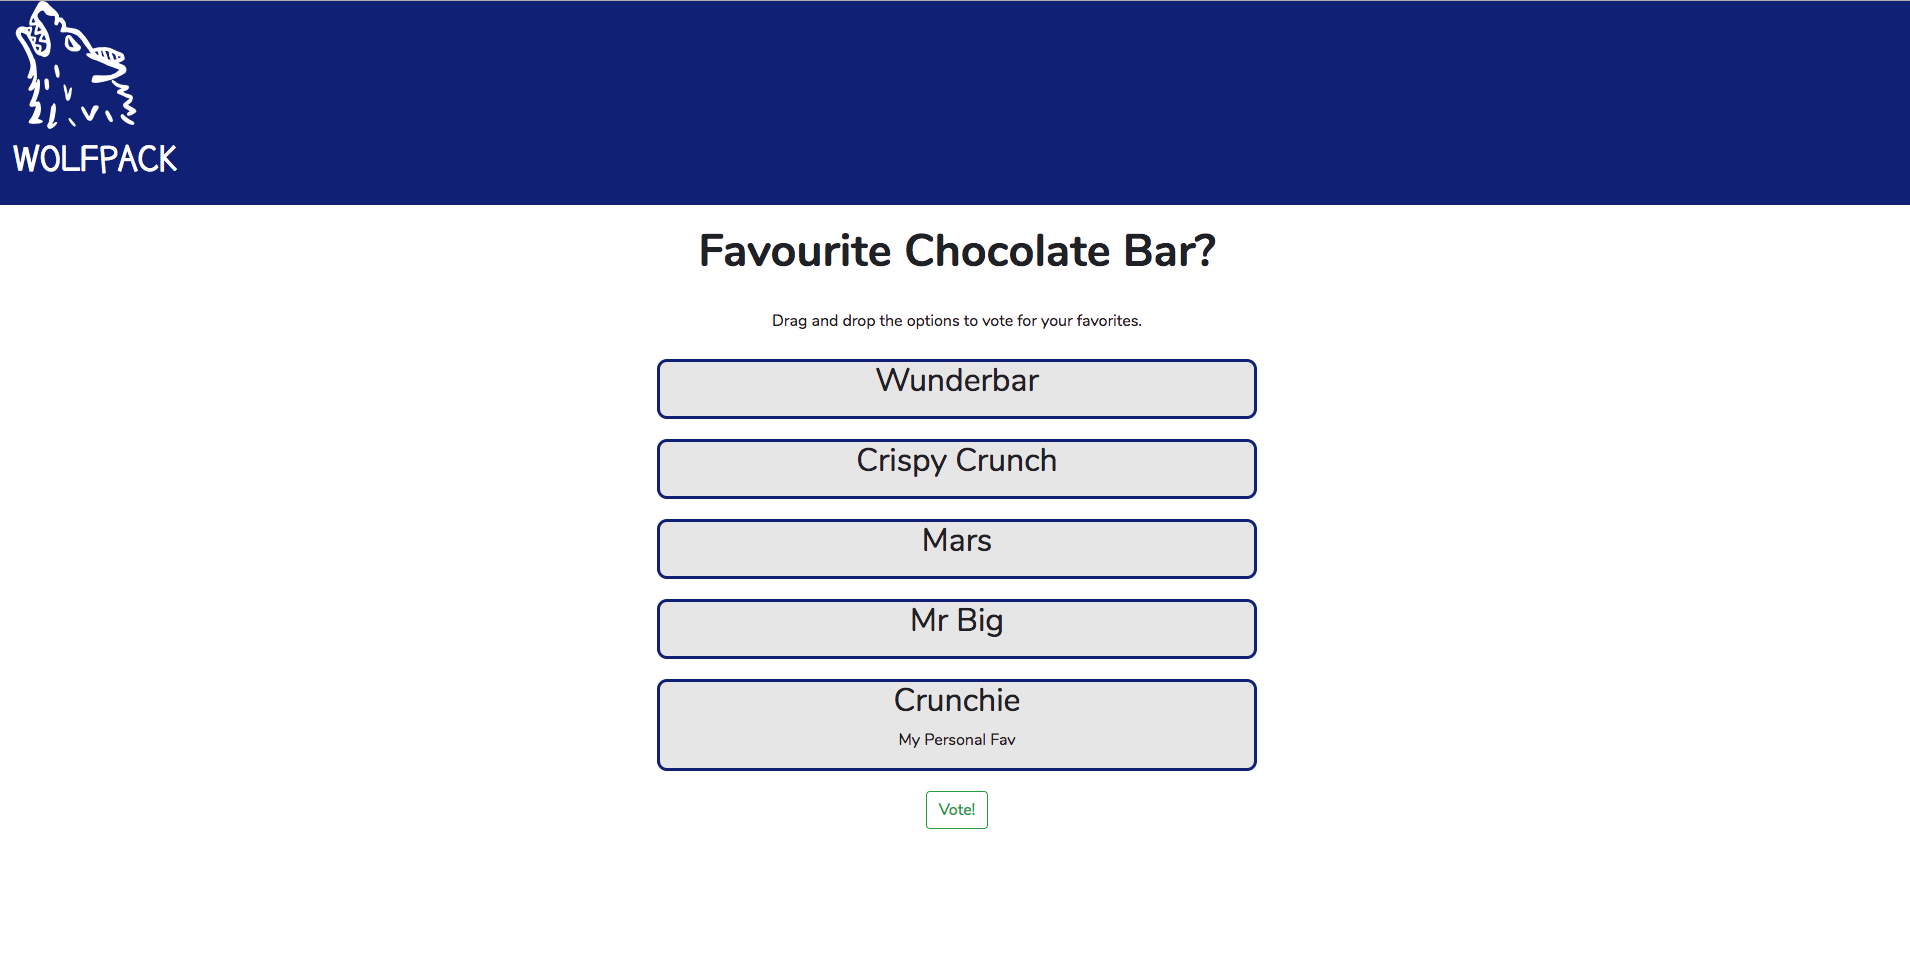 WOLFPACK
Favourite Chocolate Bar?
Drag and drop the options to vote for your favorites.
Wunderbar
Crispy Crunch
Mars
Mr Big
Crunchie
My Personal Fav
Vote!